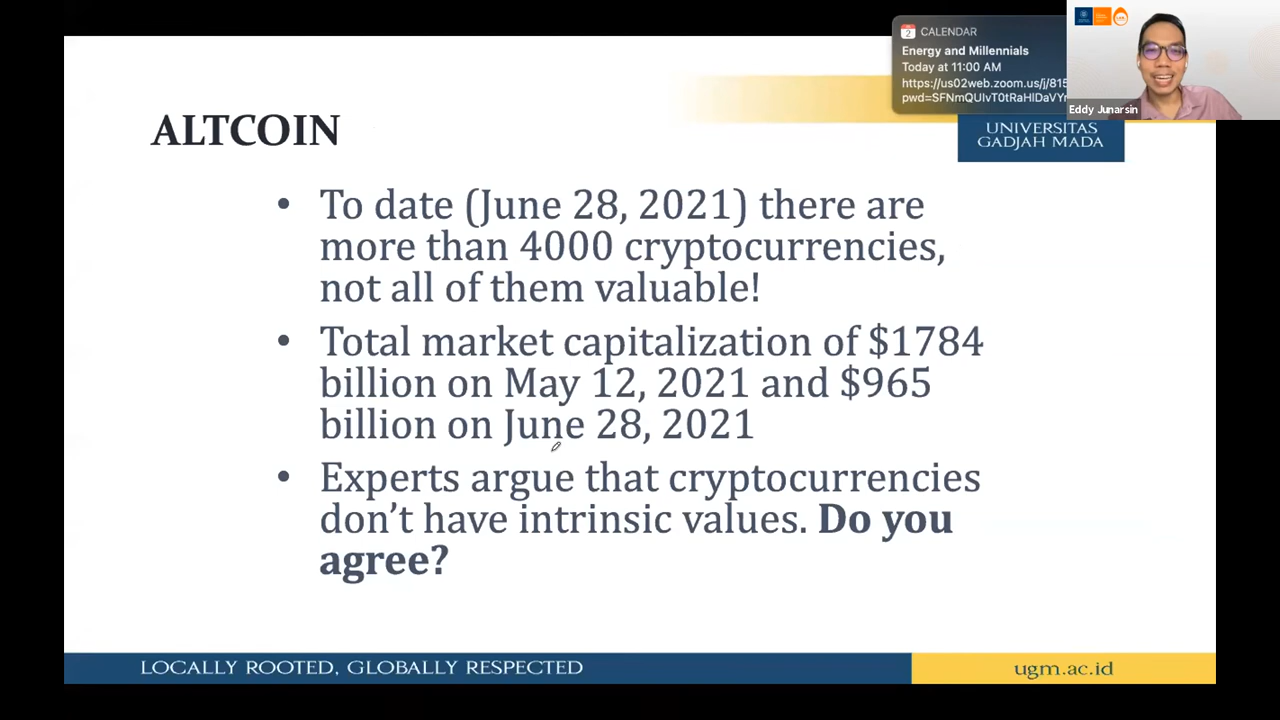 CALENDAR
Energy and Millennials
Today at 11:00 AM
https://us02web.zoom.us/j/815
Eddy Junarsin
UNIVERSITAS
GADJAH MADA
ALTCOIN
• To date (June 28, 2021) there are
more than 4000 cryptocurrencies,
not all of them valuable!
• Total market capitalization of $1784
billion on May 12, 2021 and $965
billion on June 28, 2021
• Experts argue that cryptocurrencies
don’t have intrinsic values. Do you
agree?
LOCALLY ROOTED, GLOBALLY RESPECTED
ugm.ac.id